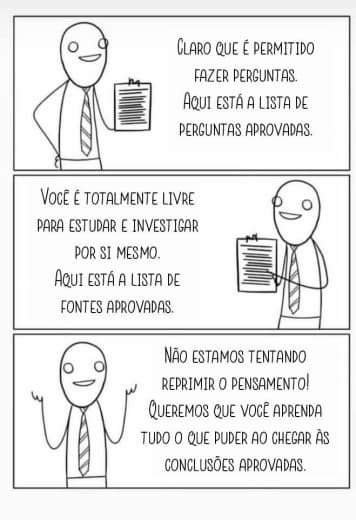 Claro que é permitido
fazer perguntas.
Aqui está a lista de
perguntas aprovadas.
Você é totalmente livre
para estudar e investigar
por si mesmo.
Aqui está a lista de
fontes aprovadas.
Não estamos tentando
reprimir o pensamento!
Queremos que você aprenda
tudo o que puder ao chegar às
conclusões aprovadas.